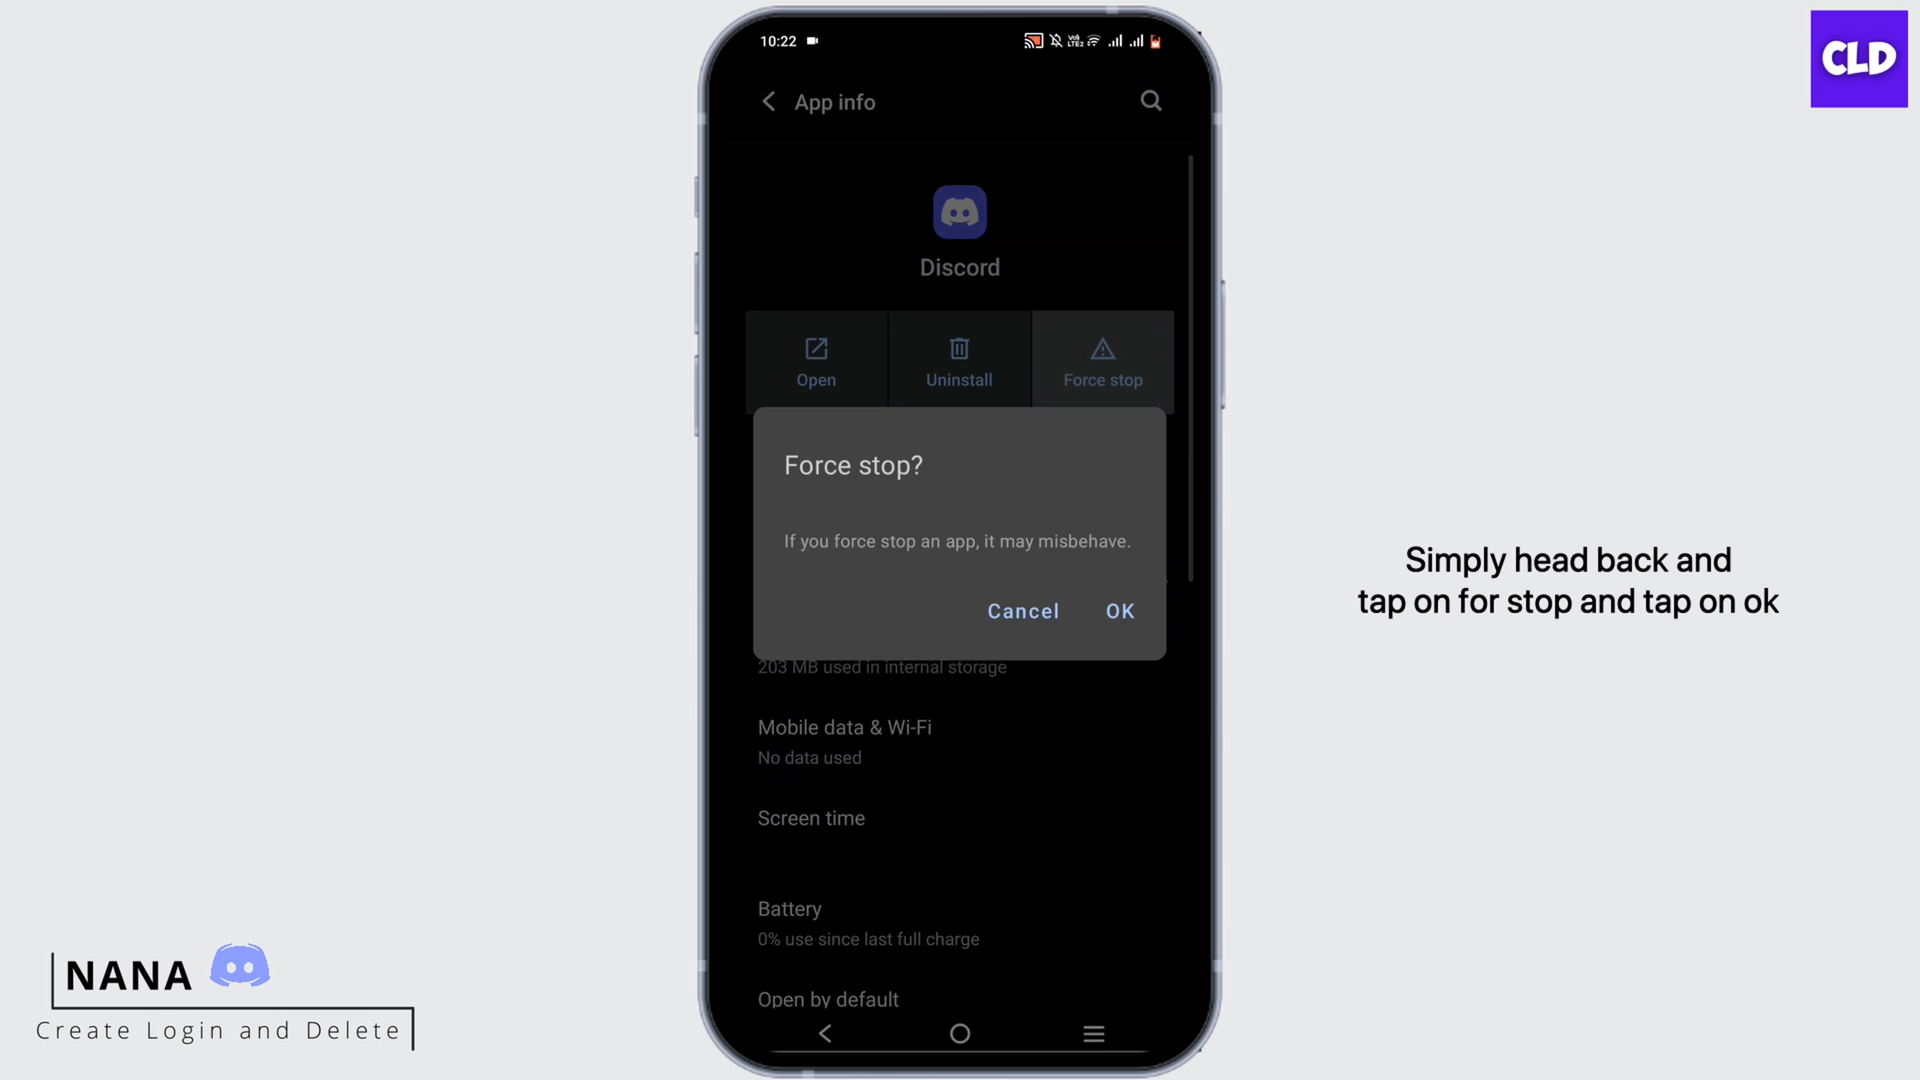 10:22
App info
Discord
Open
Uninstall
Force stop
Force stop?
If you force stop an app, it may misbehave.
Cancel
OK
203 MB used in internal storage
Mobile data & Wi-Fi
No data used
Screen time
Battery
0% use since last full charge
Open by default
CLD
Simply head back and
tap on for stop and tap on ok
NANA
Create Login and Delete